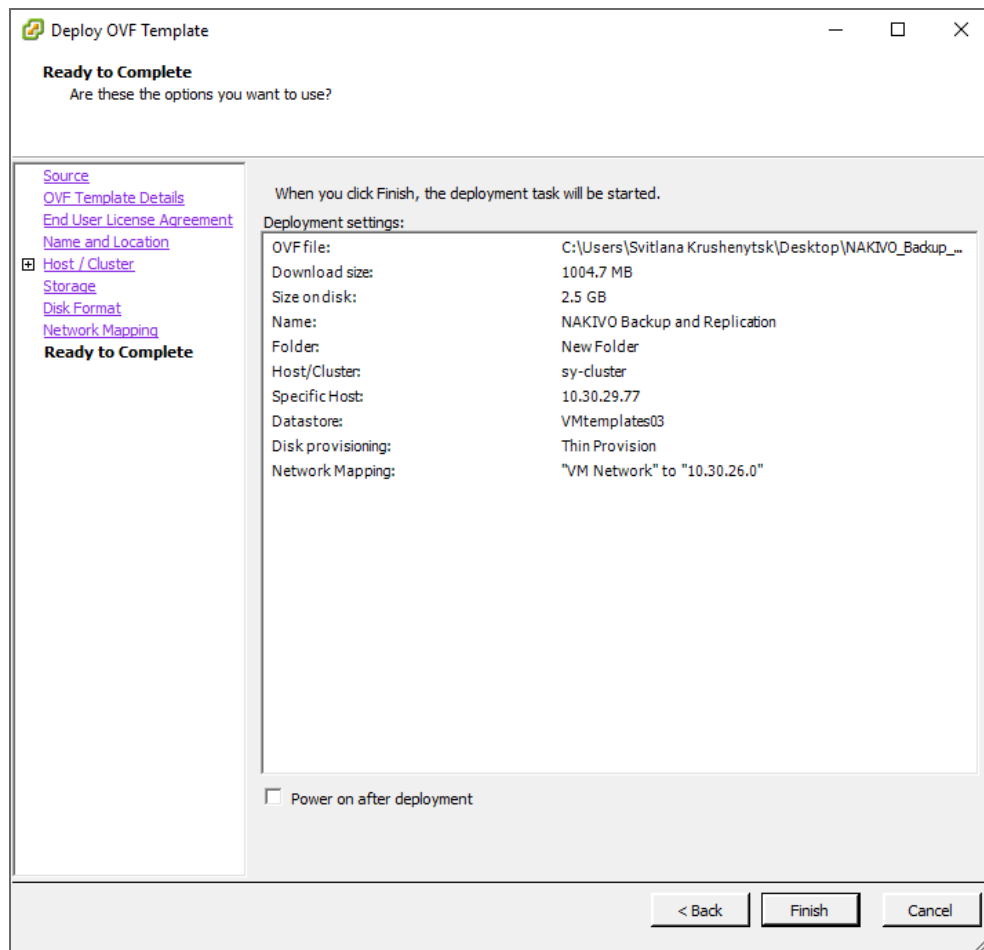 Deploy OVF Template
Ready to Complete
Are these the options you want to use?
Source
OVF Template Details
End User License Agreement
Name and Location
Host / Cluster
Storage
Disk Format
Network Mapping
Ready to Complete
When you click Finish, the deployment task will be started.
Deployment settings:
OVF file: C:\Users\Svitlana Krushenytsk\Desktop\NAKIVO_Backup_...
Download size: 1004.7 MB
Size on disk: 2.5 GB
Name: NAKIVO Backup and Replication
Folder: New Folder
Host/Cluster: sy-cluster
Specific Host: 10.30.29.77
Datastore: VMtemplates03
Disk provisioning: Thin Provision
Network Mapping: "VM Network" to "10.30.26.0"
Power on after deployment
< Back Finish Cancel